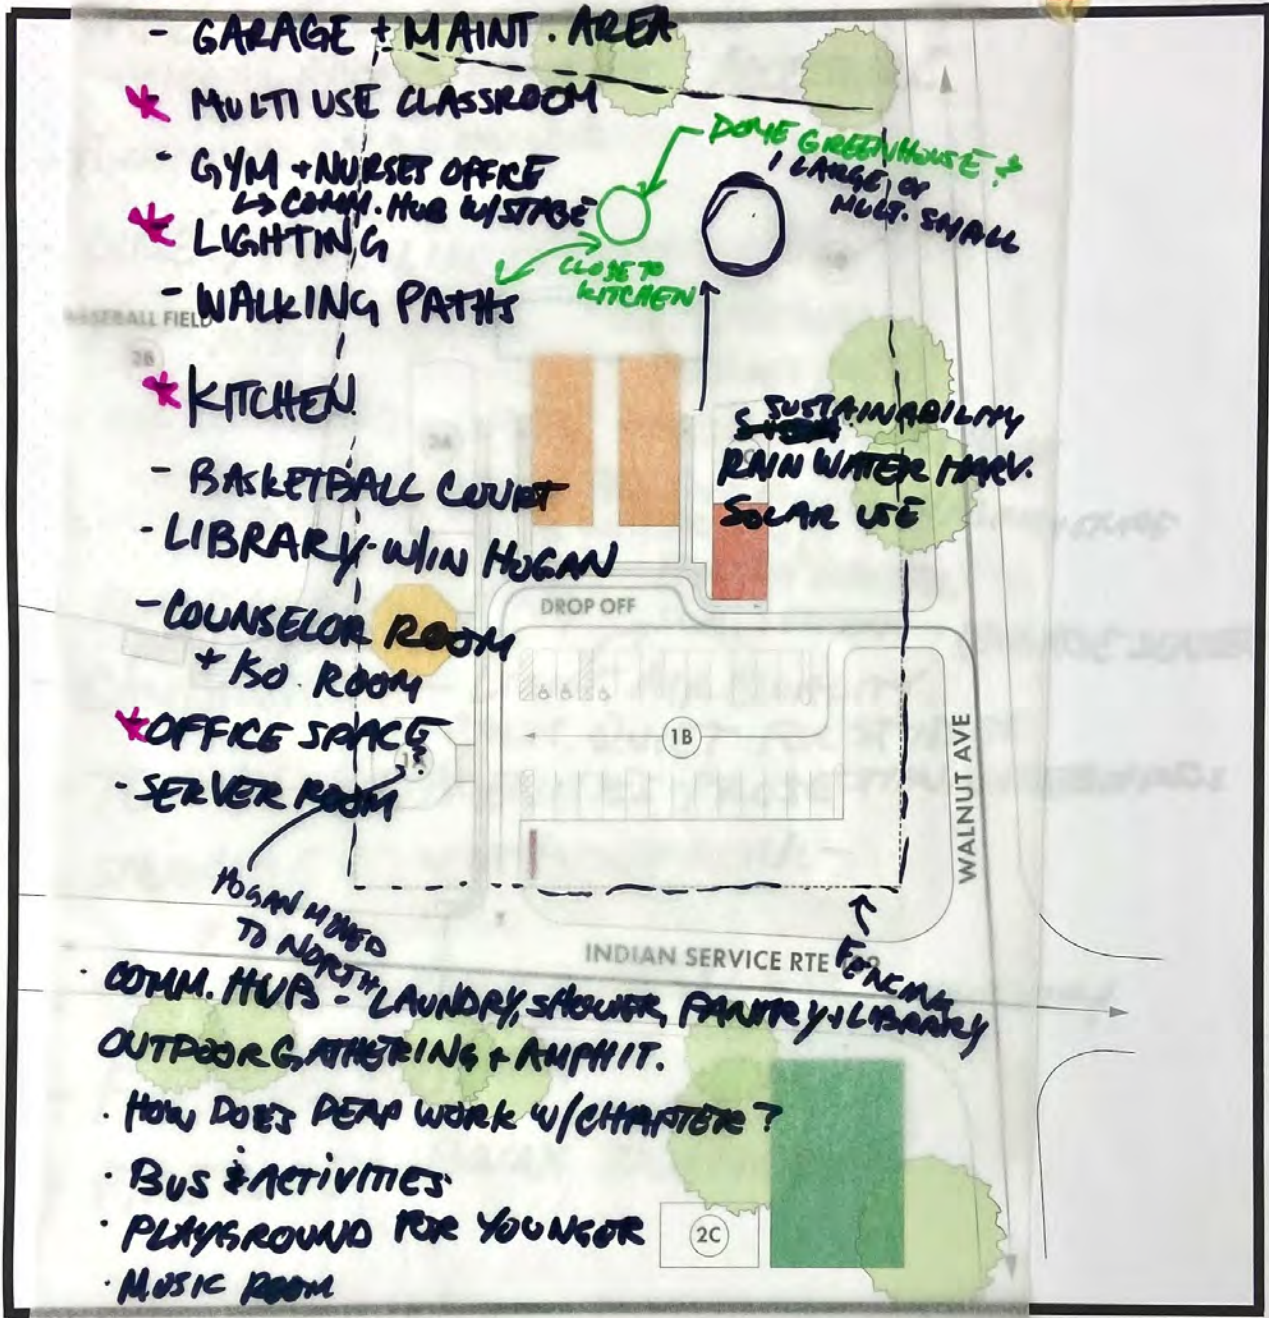 - GARAGE + MAINT. AREA
* MULTI USE CLASSROOM
- GYM + NURSES OFFICE
↳ COMM. HUB W/STAGE
* LIGHTING
- WALKING PATHS
* KITCHEN
- BASKETBALL COURT
- LIBRARY - W/IN HOGAN
- COUNSELOR ROOM
+ ISO. ROOM
* OFFICE SPACE
?
- SERVER ROOM
HOGAN MOVED
TO NORTH
DOME GREENHOUSE?
1 LARGE, or
MULT. SMALL
CLOSE TO
KITCHEN
BASEBALL FIELD
2B
2A
SUSTAINABILITY
RAIN WATER HARV.
SOLAR USE
DROP OFF
1B
WALNUT AVE
INDIAN SERVICE RTE
FENCING
· COMM. HUB - LAUNDRY, SHOWER, PANTRY + LIBRARY
OUTDOOR GATHERING + AMPHIT.
· HOW DOES DEAP WORK W/CHAPTER?
· BUS & ACTIVITIES
· PLAYGROUND FOR YOUNGER
· MUSIC ROOM
2C